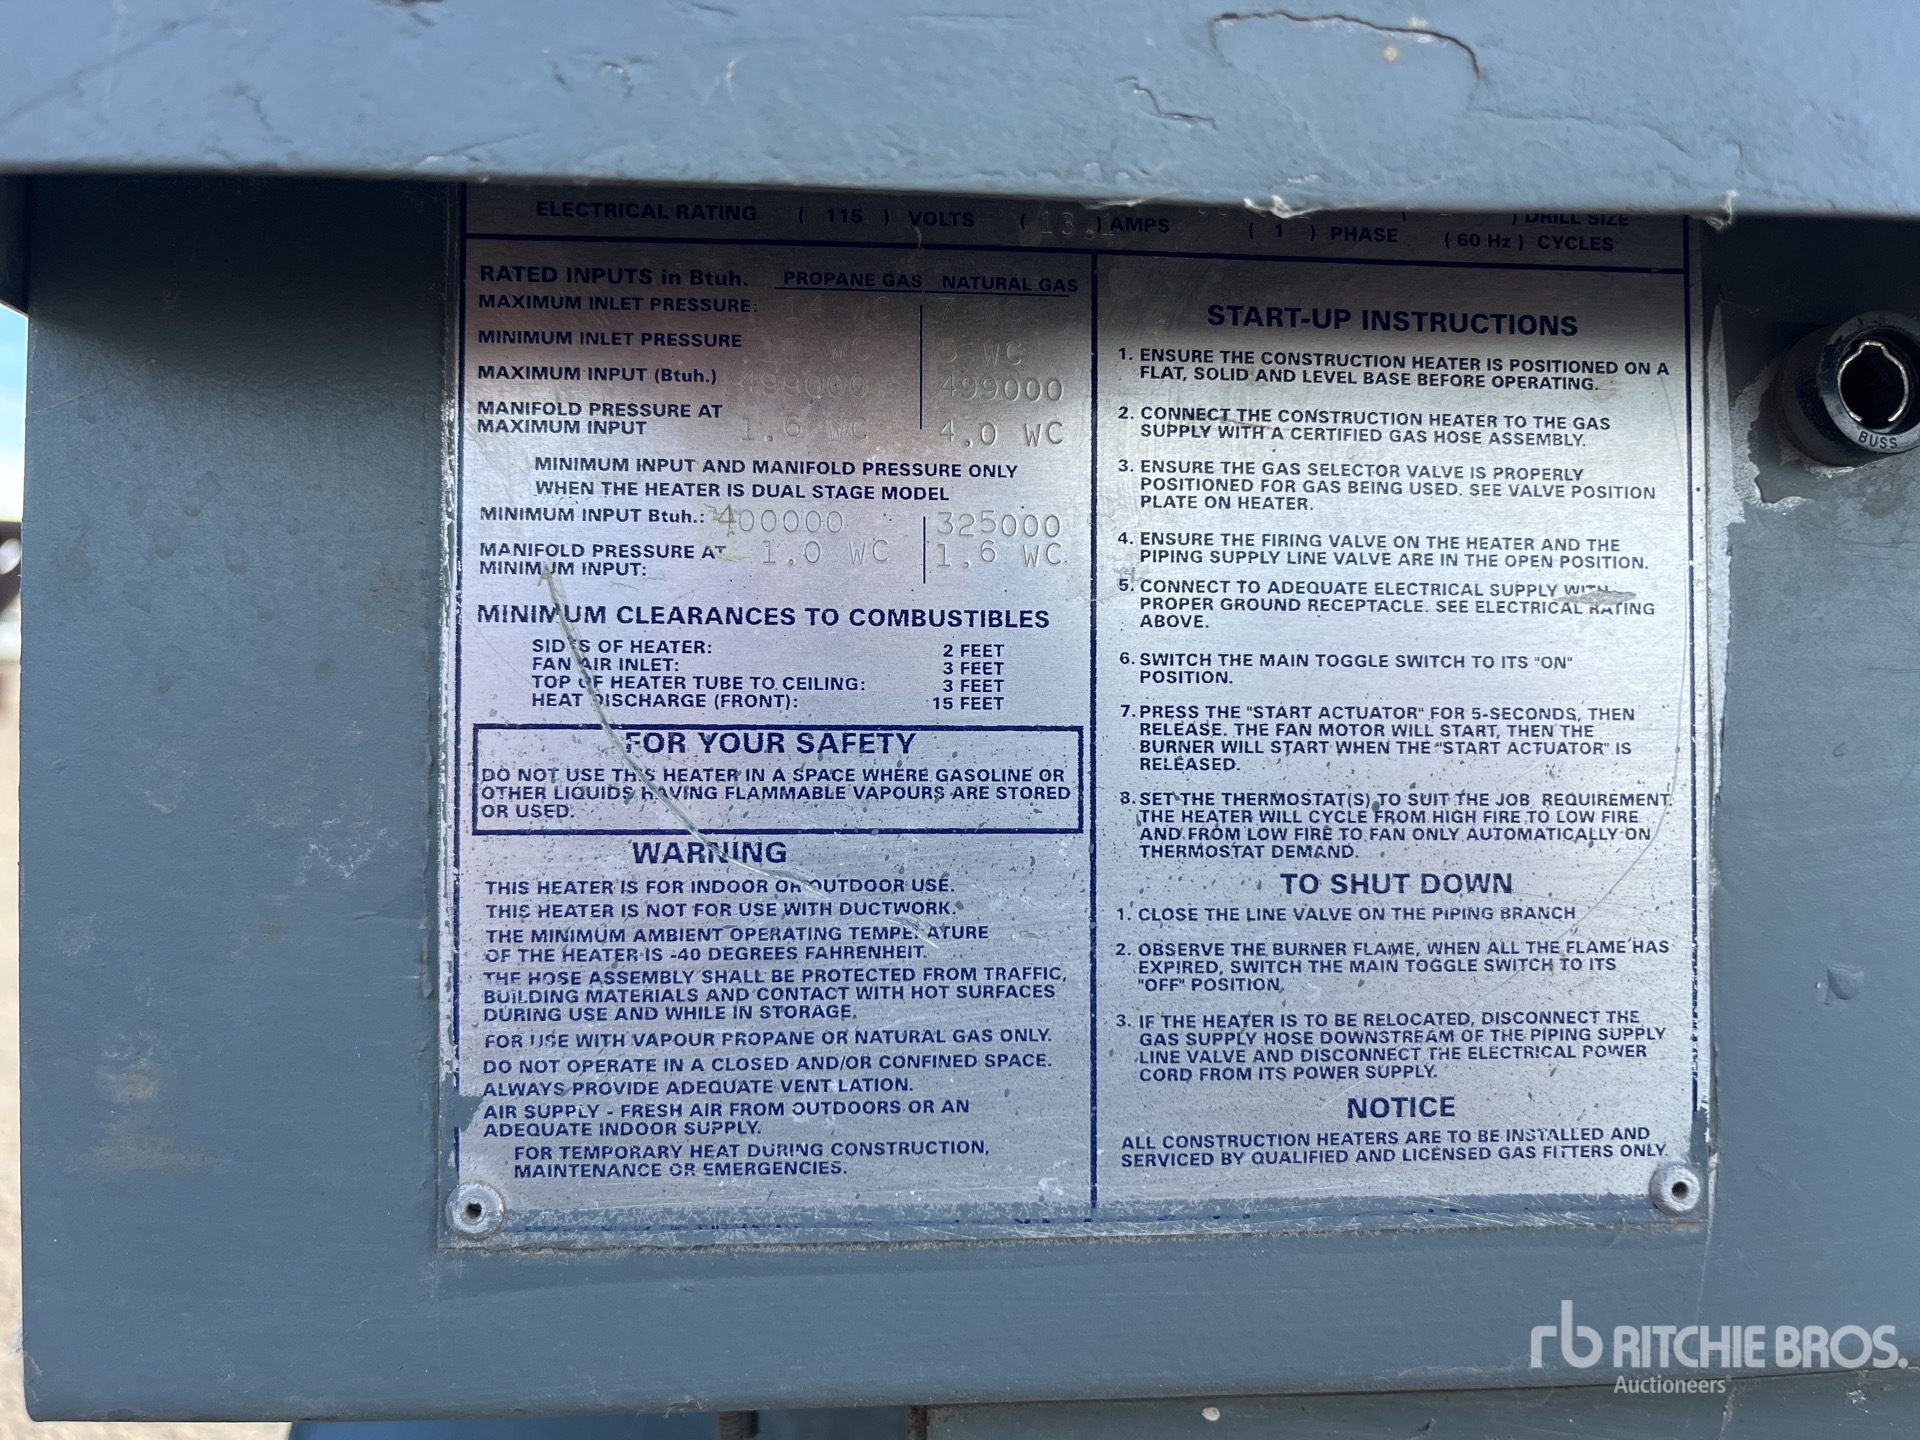 ELECTRICAL RATING ( 115 ) VOLTS ( 13. ) AMPS ( 1 ) PHASE ( 60 Hz ) CYCLES
) DRILL SIZE
RATED INPUTS in Btuh. PROPANE GAS NATURAL GAS
MAXIMUM INLET PRESSURE: 14 WC 7
MINIMUM INLET PRESSURE 11 WC 5 WC
MAXIMUM INPUT (Btuh.) 499000 499000
MANIFOLD PRESSURE AT
MAXIMUM INPUT 1.6 WC 4.0 WC
MINIMUM INPUT AND MANIFOLD PRESSURE ONLY
WHEN THE HEATER IS DUAL STAGE MODEL
MINIMUM INPUT Btuh.: 400000 325000
MANIFOLD PRESSURE AT 1.0 WC 1.6 WC
MINIMUM INPUT:
MINIMUM CLEARANCES TO COMBUSTIBLES
SIDES OF HEATER: 2 FEET
FAN AIR INLET: 3 FEET
TOP OF HEATER TUBE TO CEILING: 3 FEET
HEAT DISCHARGE (FRONT): 15 FEET
FOR YOUR SAFETY
DO NOT USE THIS HEATER IN A SPACE WHERE GASOLINE OR
OTHER LIQUIDS HAVING FLAMMABLE VAPOURS ARE STORED
OR USED.
WARNING
THIS HEATER IS FOR INDOOR OR OUTDOOR USE.
THIS HEATER IS NOT FOR USE WITH DUCTWORK.
THE MINIMUM AMBIENT OPERATING TEMPERATURE
OF THE HEATER IS -40 DEGREES FAHRENHEIT.
THE HOSE ASSEMBLY SHALL BE PROTECTED FROM TRAFFIC,
BUILDING MATERIALS AND CONTACT WITH HOT SURFACES
DURING USE AND WHILE IN STORAGE.
FOR USE WITH VAPOUR PROPANE OR NATURAL GAS ONLY.
DO NOT OPERATE IN A CLOSED AND/OR CONFINED SPACE.
ALWAYS PROVIDE ADEQUATE VENTILATION.
AIR SUPPLY - FRESH AIR FROM OUTDOORS OR AN
ADEQUATE INDOOR SUPPLY.
FOR TEMPORARY HEAT DURING CONSTRUCTION,
MAINTENANCE OR EMERGENCIES.
START-UP INSTRUCTIONS
1. ENSURE THE CONSTRUCTION HEATER IS POSITIONED ON A
FLAT, SOLID AND LEVEL BASE BEFORE OPERATING.
2. CONNECT THE CONSTRUCTION HEATER TO THE GAS
SUPPLY WITH A CERTIFIED GAS HOSE ASSEMBLY.
3. ENSURE THE GAS SELECTOR VALVE IS PROPERLY
POSITIONED FOR GAS BEING USED. SEE VALVE POSITION
PLATE ON HEATER.
4. ENSURE THE FIRING VALVE ON THE HEATER AND THE
PIPING SUPPLY LINE VALVE ARE IN THE OPEN POSITION.
5. CONNECT TO ADEQUATE ELECTRICAL SUPPLY WITH
PROPER GROUND RECEPTACLE. SEE ELECTRICAL RATING
ABOVE.
6. SWITCH THE MAIN TOGGLE SWITCH TO ITS "ON"
POSITION.
7. PRESS THE "START ACTUATOR" FOR 5-SECONDS, THEN
RELEASE. THE FAN MOTOR WILL START, THEN THE
BURNER WILL START WHEN THE "START ACTUATOR" IS
RELEASED.
8. SET THE THERMOSTAT(S) TO SUIT THE JOB REQUIREMENT.
THE HEATER WILL CYCLE FROM HIGH FIRE TO LOW FIRE
AND FROM LOW FIRE TO FAN ONLY AUTOMATICALLY ON
THERMOSTAT DEMAND.
TO SHUT DOWN
1. CLOSE THE LINE VALVE ON THE PIPING BRANCH
2. OBSERVE THE BURNER FLAME, WHEN ALL THE FLAME HAS
EXPIRED, SWITCH THE MAIN TOGGLE SWITCH TO ITS
"OFF" POSITION.
3. IF THE HEATER IS TO BE RELOCATED, DISCONNECT THE
GAS SUPPLY HOSE DOWNSTREAM OF THE PIPING SUPPLY
LINE VALVE AND DISCONNECT THE ELECTRICAL POWER
CORD FROM ITS POWER SUPPLY.
NOTICE
ALL CONSTRUCTION HEATERS ARE TO BE INSTALLED AND
SERVICED BY QUALIFIED AND LICENSED GAS FITTERS ONLY.
BUSS
rb RITCHIE BROS.
Auctioneers